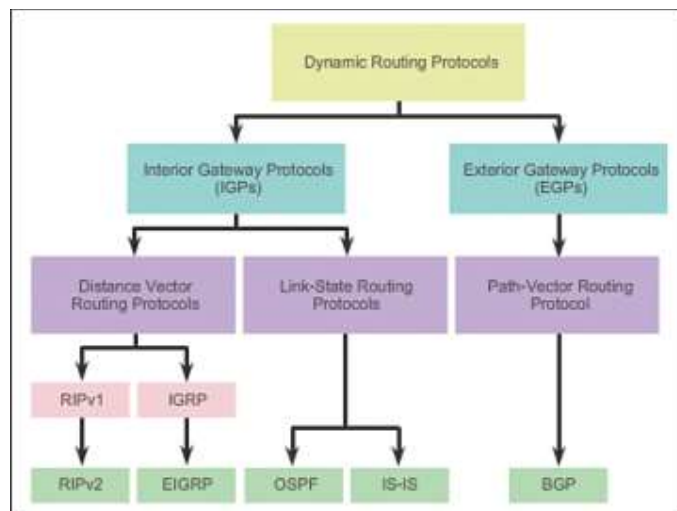 Dynamic Routing Protocols
Interior Gateway Protocols
(IGPs)
Exterior Gateway Protocols
(EGPs)
Distance Vector
Routing Protocols
Link-State Routing
Protocols
Path-Vector Routing
Protocol
RIPv1
IGRP
RIPv2
EIGRP
OSPF
IS-IS
BGP